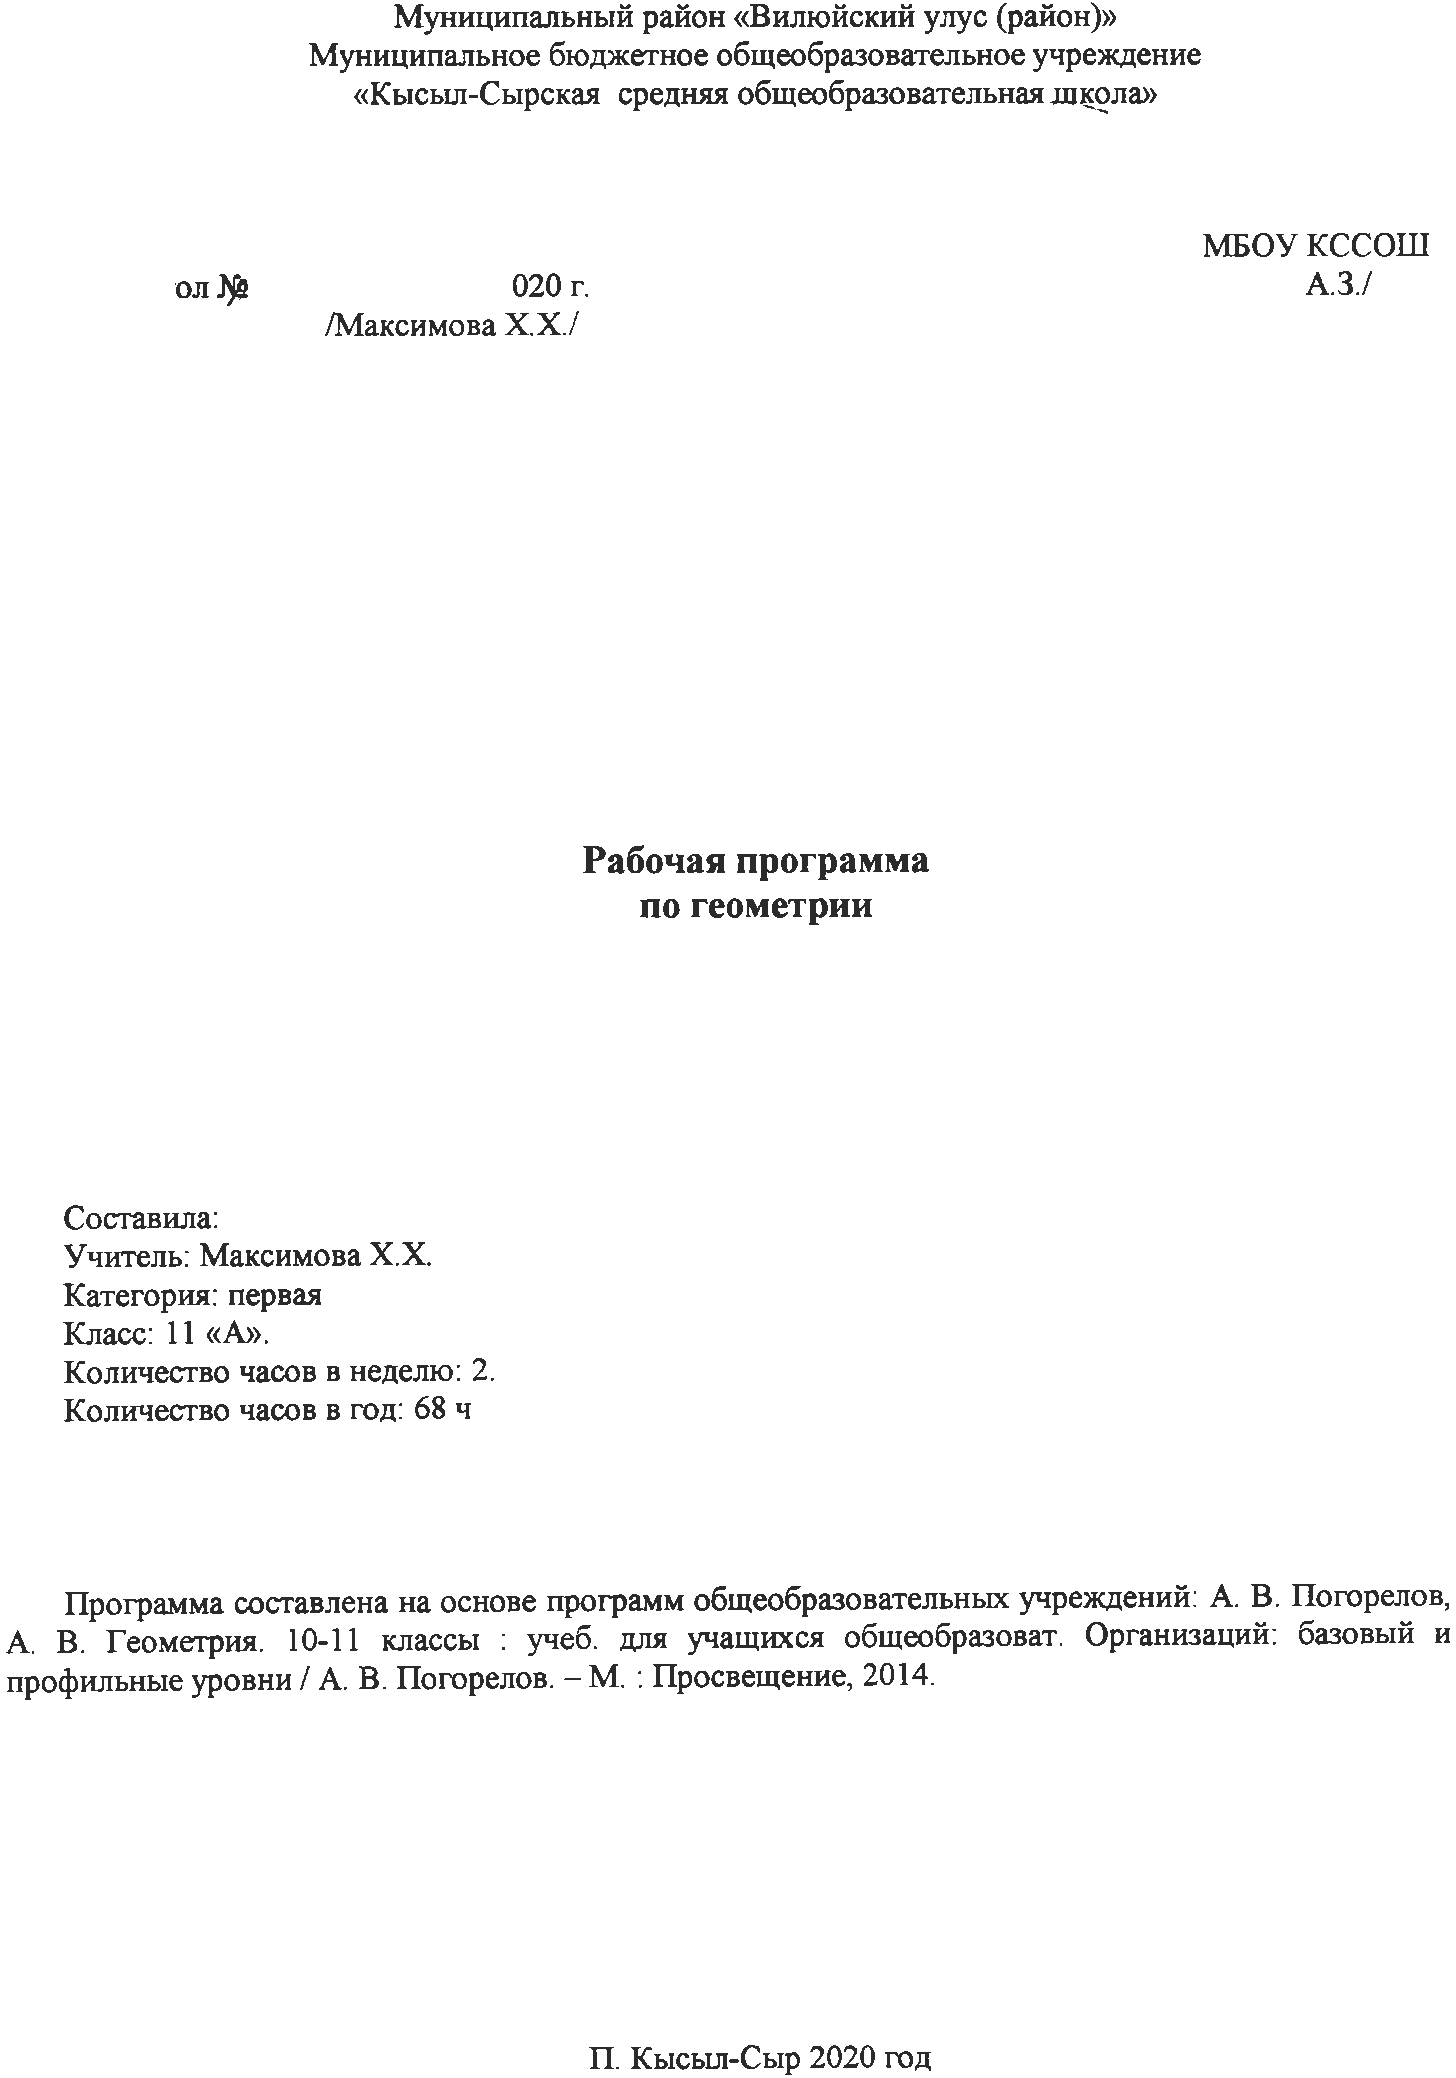 Муниципальный район «Вилюйский улус (район)»
Муниципальное бюджетное общеобразовательное учреждение
«Кысыл-Сырская средняя общеобразовательная школа»
МБОУ КССОШ
ол № 020 г. А.З./
/Максимова Х.Х./
Рабочая программа
по геометрии
Составила:
Учитель: Максимова Х.Х.
Категория: первая
Класс: 11 «А».
Количество часов в неделю: 2.
Количество часов в год: 68 ч
Программа составлена на основе программ общеобразовательных учреждений: А. В. Погорелов,
А. В. Геометрия. 10-11 классы : учеб. для учащихся общеобразоват. Организаций: базовый и
профильные уровни / А. В. Погорелов. – М. : Просвещение, 2014.
П. Кысыл-Сыр 2020 год